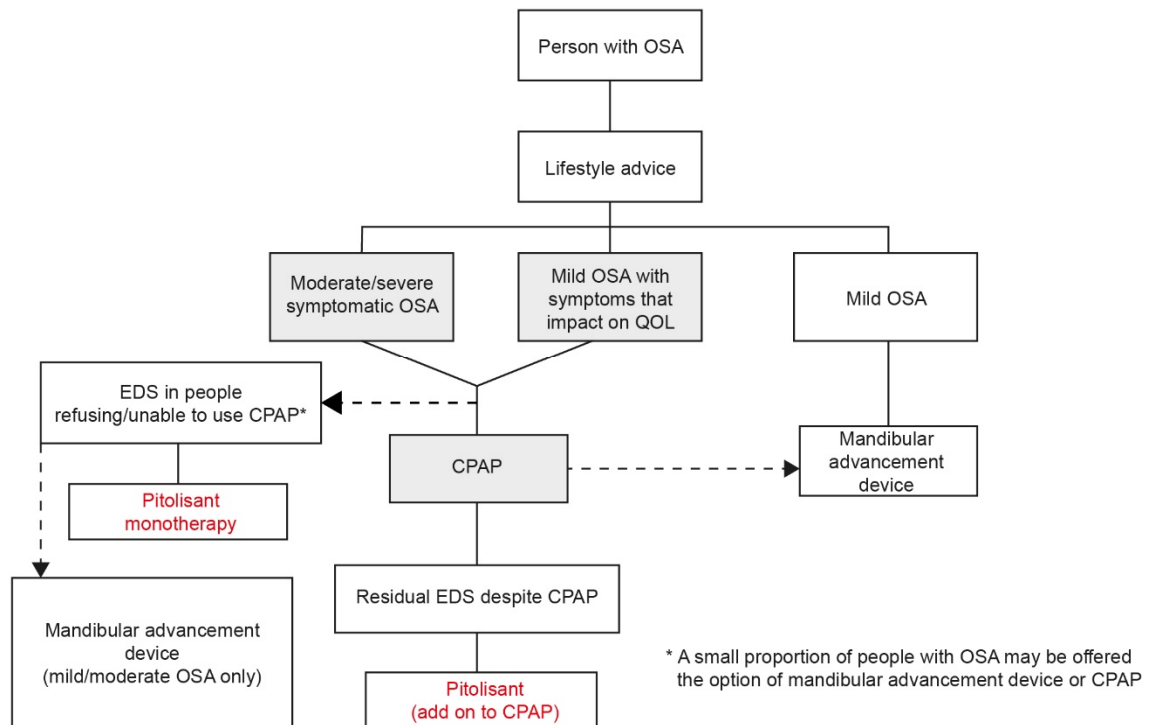 Person with OSA
Lifestyle advice
Moderate/severe
symptomatic OSA
Mild OSA with
symptoms that
impact on QOL
Mild OSA
EDS in people
refusing/unable to use CPAP*
CPAP
Mandibular
advancement
device
Pitolisant
monotherapy
Residual EDS despite CPAP
Mandibular advancement
device
(mild/moderate OSA only)
Pitolisant
(add on to CPAP)
* A small proportion of people with OSA may be offered
the option of mandibular advancement device or CPAP